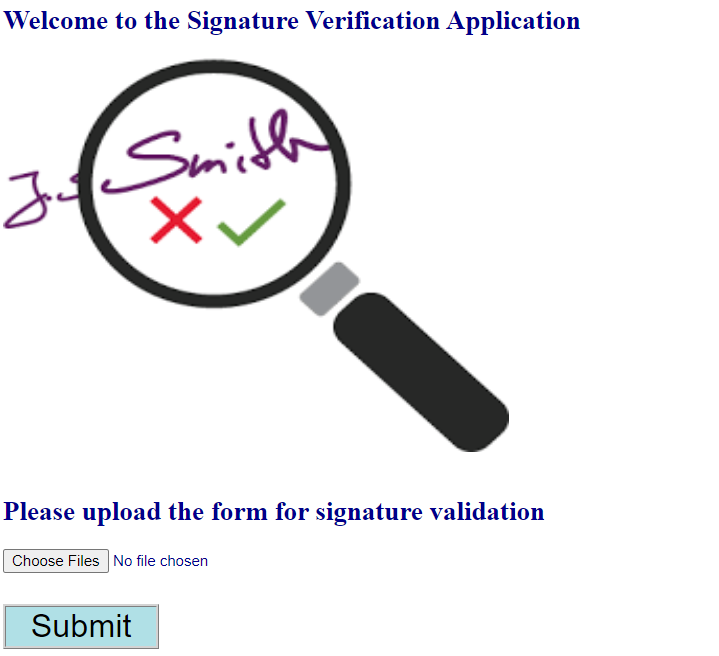 Welcome to the Signature Verification Application
J. Smith
Please upload the form for signature validation
Choose Files No file chosen
Submit